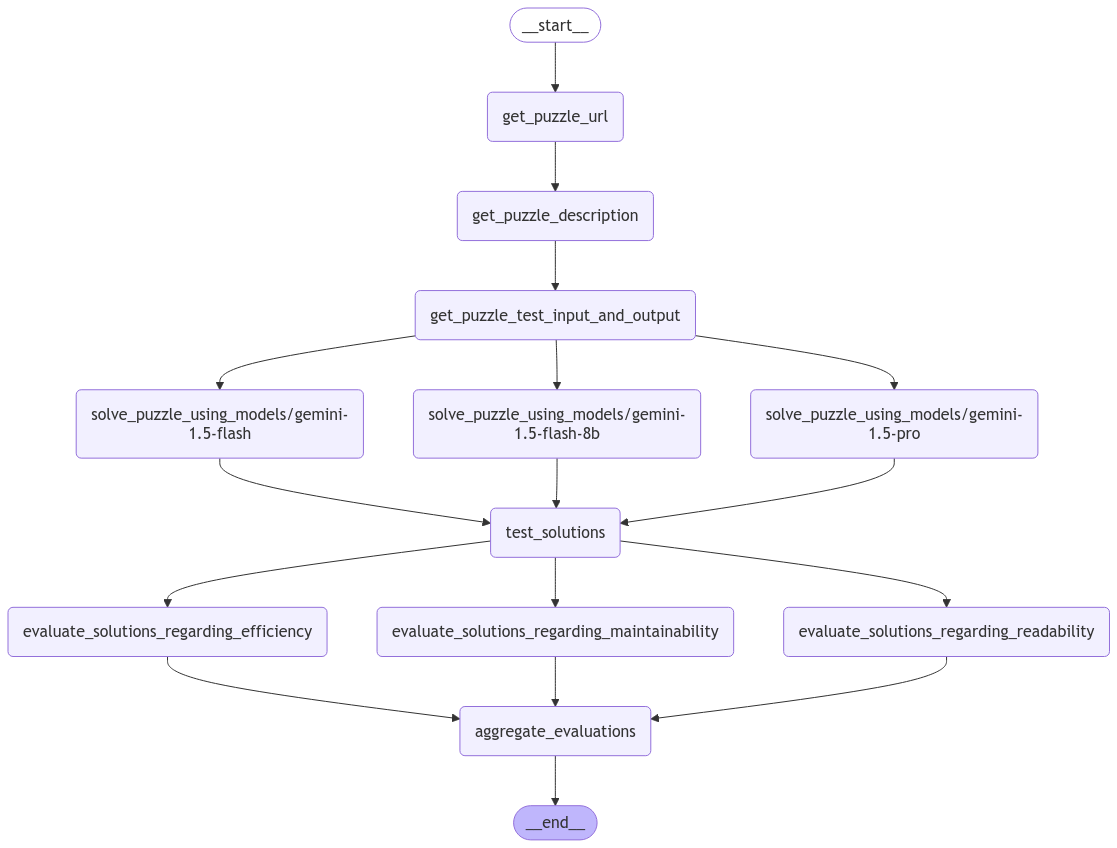 __start__
get_puzzle_url
get_puzzle_description
get_puzzle_test_input_and_output
solve_puzzle_using_models/gemini-
1.5-flash
solve_puzzle_using_models/gemini-
1.5-flash-8b
solve_puzzle_using_models/gemini-
1.5-pro
test_solutions
evaluate_solutions_regarding_efficiency
evaluate_solutions_regarding_maintainability
evaluate_solutions_regarding_readability
aggregate_evaluations
__end__